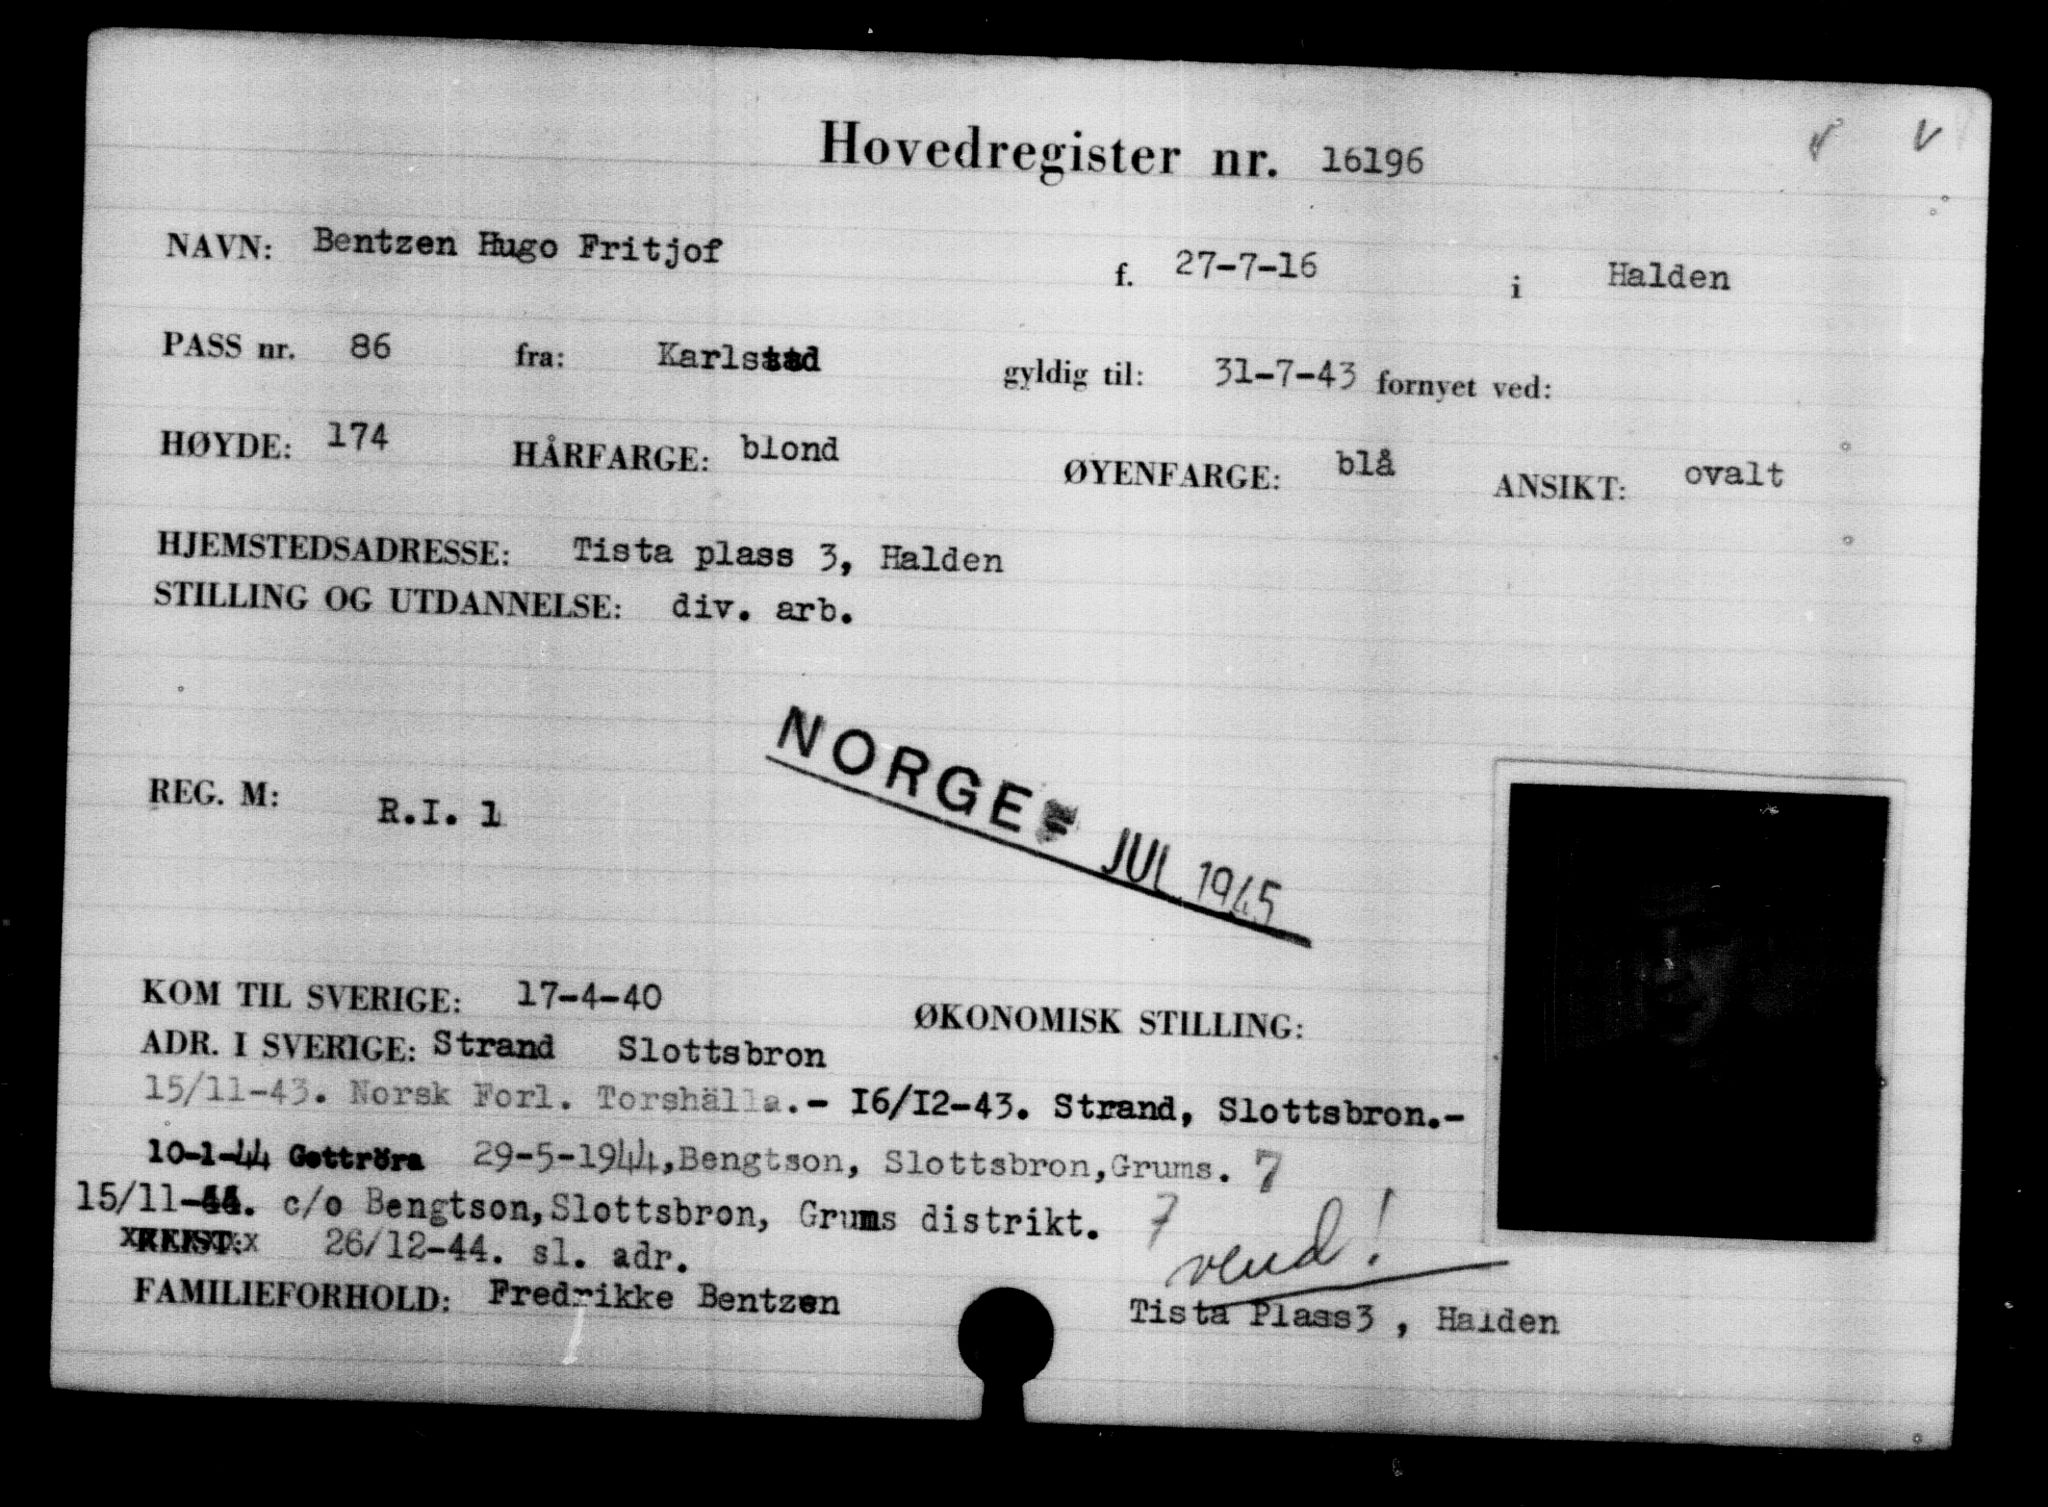 Hovedregister nr. 16196
NAVN: Bentzen Hugo Fritjof f. 27-7-16 i Halden
PASS nr. 86 fra: Karlstad gyldig til: 31-7-43 fornyet ved:
HØYDE: 174 HÅRFARGE: blond ØYENFARGE: blå ANSIKT: ovalt
HJEMSTEDSADRESSE: Tista plass 3, Halden
STILLING OG UTDANNELSE: div. arb.
NORGE JUL 1945
REG. M: R.I. 1
KOM TIL SVERIGE: 17-4-40 ØKONOMISK STILLING:
ADR. I SVERIGE: Strand Slottsbron
15/11-43. Norsk Forl. Torshälla.- 16/12-43. Strand, Slottsbron.-
10-1-44 Gottröra 29-5-1944, Bengtson, Slottsbron, Grums. 7
15/11-44. c/o Bengtson, Slottsbron, Grums distrikt. 7
REIST: 26/12-44. sl. adr.
vend!
FAMILIEFORHOLD: Fredrikke Bentzen Tista Plass3 , Halden